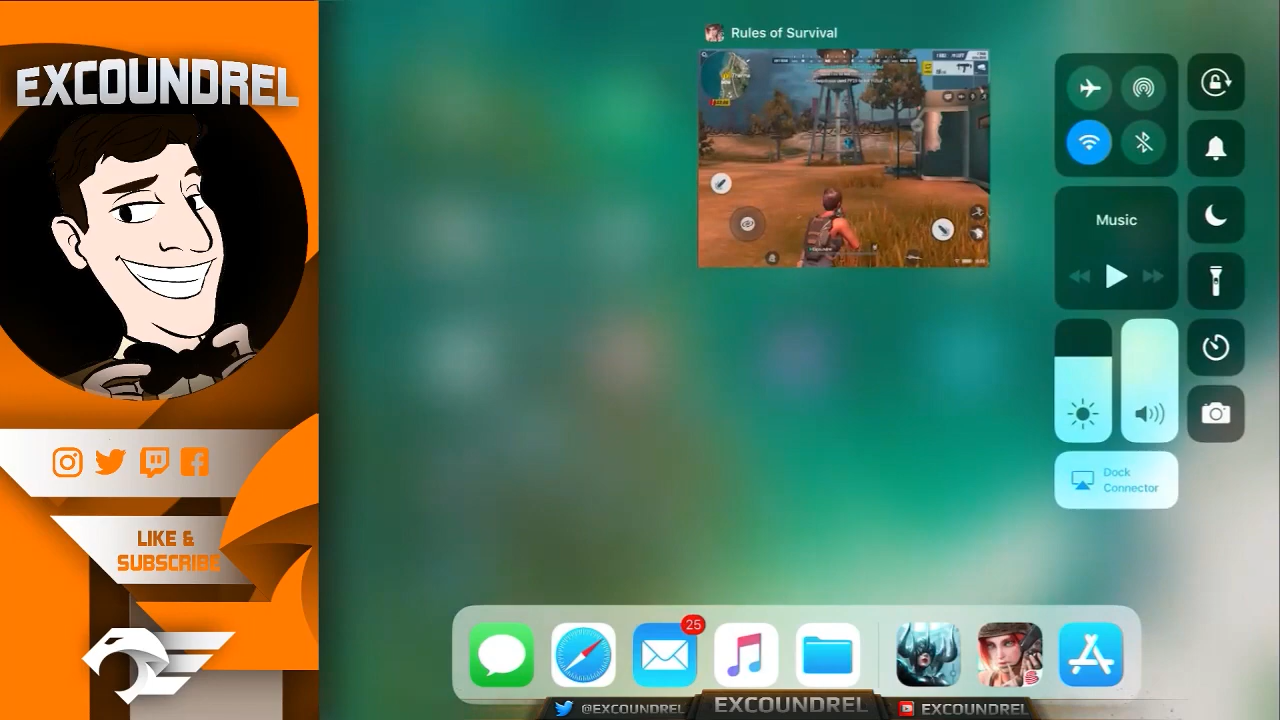 EXCOUNDREL
LIKE &
SUBSCRIBE
Rules of Survival
Music
Dock
Connector
25
@EXCOUNDREL
EXCOUNDREL
EXCOUNDREL